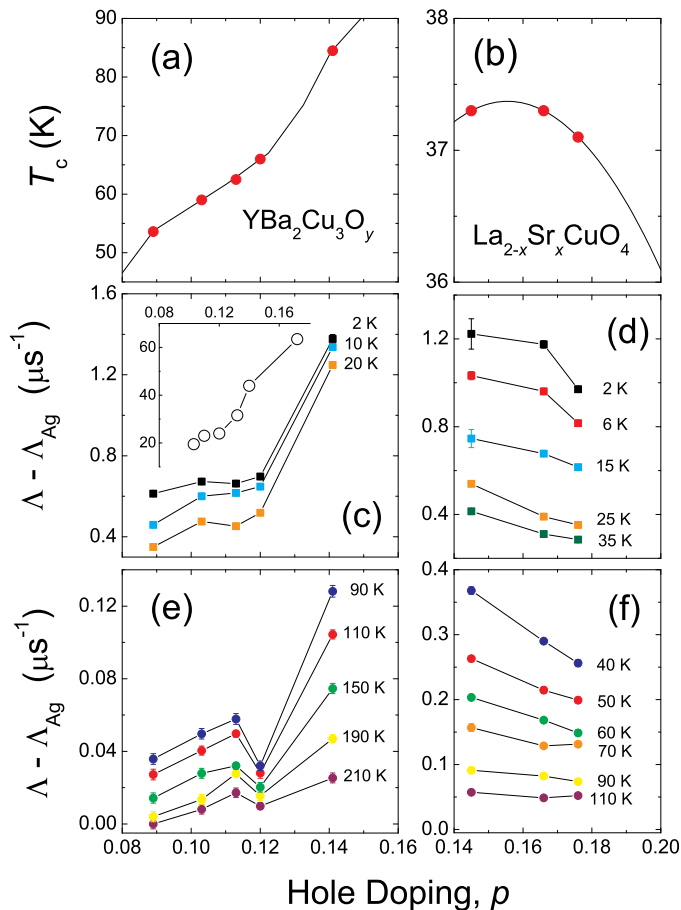 (a)
90
80
70
60
50
T_c (K)
YBa₂Cu₃O_y
(b)
38
37
36
La₂₋ₓSrₓCuO₄
1.6
1.2
0.8
0.6
0.4
Λ - Λ_Ag (μs⁻¹)
0.08 0.12 0.16
60
40
20
2 K
10 K
20 K
(c)
1.2
0.8
0.4
(d)
2 K
6 K
15 K
25 K
35 K
(e)
0.12
0.08
0.04
0.00
Λ - Λ_Ag (μs⁻¹)
90 K
110 K
150 K
190 K
210 K
0.08 0.10 0.12 0.14 0.16
(f)
0.4
0.3
0.2
0.1
0.0
40 K
50 K
60 K
70 K
90 K
110 K
0.14 0.16 0.18 0.20
Hole Doping, p